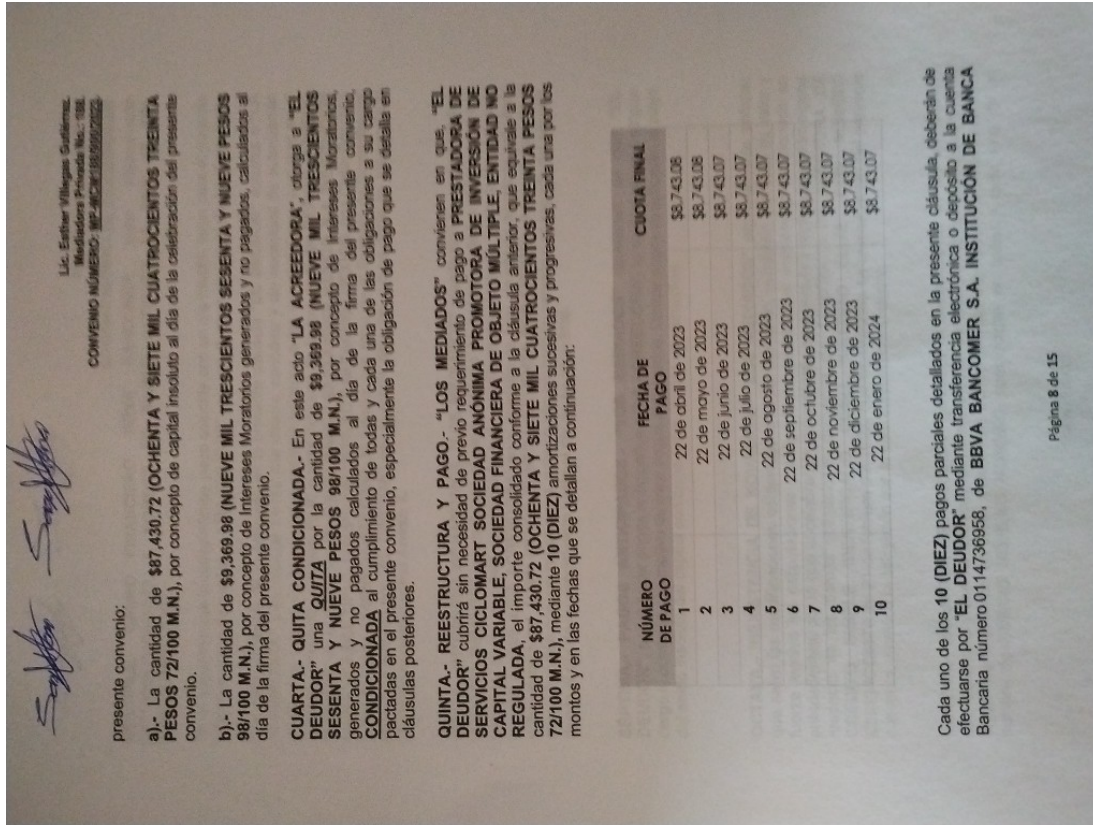 Lic. Esther Villegas Gutiérrez.
Mediadora Privada No.: 188.
CONVENIO NÚMERO:
presente convenio:
a).- La cantidad de $87,430.72 (OCHENTA Y SIETE MIL CUATROCIENTOS TREINTA
PESOS 72/100 M.N.), por concepto de capital insoluto al día de la celebración del presente
convenio.
b).- La cantidad de $9,369.98 (NUEVE MIL TRESCIENTOS SESENTA Y NUEVE PESOS
98/100 M.N.), por concepto de Intereses Moratorios generados y no pagados, calculados al
día de la firma del presente convenio.
CUARTA.- QUITA CONDICIONADA.- En este acto "LA ACREEDORA", otorga a "EL
DEUDOR" una QUITA por la cantidad de $9,369.98 (NUEVE MIL TRESCIENTOS
SESENTA Y NUEVE PESOS 98/100 M.N.), por concepto de Intereses Moratorios,
generados y no pagados calculados al día de la firma del presente convenio,
CONDICIONADA al cumplimiento de todas y cada una de las obligaciones a su cargo
pactadas en el presente convenio, especialmente la obligación de pago que se detalla en
cláusulas posteriores.
QUINTA.- REESTRUCTURA Y PAGO.- "LOS MEDIADOS" convienen en que, "EL
DEUDOR" cubrirá sin necesidad de previo requerimiento de pago a PRESTADORA DE
SERVICIOS CICLOMART SOCIEDAD ANÓNIMA PROMOTORA DE INVERSIÓN DE
CAPITAL VARIABLE, SOCIEDAD FINANCIERA DE OBJETO MÚLTIPLE, ENTIDAD NO
REGULADA, el importe consolidado conforme a la cláusula anterior, que equivale a la
cantidad de $87,430.72 (OCHENTA Y SIETE MIL CUATROCIENTOS TREINTA PESOS
72/100 M.N.), mediante 10 (DIEZ) amortizaciones sucesivas y progresivas, cada una por los
montos y en las fechas que se detallan a continuación:
NÚMERO DE PAGO FECHA DE PAGO CUOTA FINAL
1 22 de abril de 2023 $8,743.08
2 22 de mayo de 2023 $8,743.08
3 22 de junio de 2023 $8,743.07
4 22 de julio de 2023 $8,743.07
5 22 de agosto de 2023 $8,743.07
6 22 de septiembre de 2023 $8,743.07
7 22 de octubre de 2023 $8,743.07
8 22 de noviembre de 2023 $8,743.07
9 22 de diciembre de 2023 $8,743.07
10 22 de enero de 2024 $8,743.07
Cada uno de los 10 (DIEZ) pagos parciales detallados en la presente cláusula, deberán de
efectuarse por "EL DEUDOR" mediante transferencia electrónica o depósito a la cuenta
Bancaria número 0114736958, de BBVA BANCOMER S.A. INSTITUCIÓN DE BANCA
Página 8 de 15